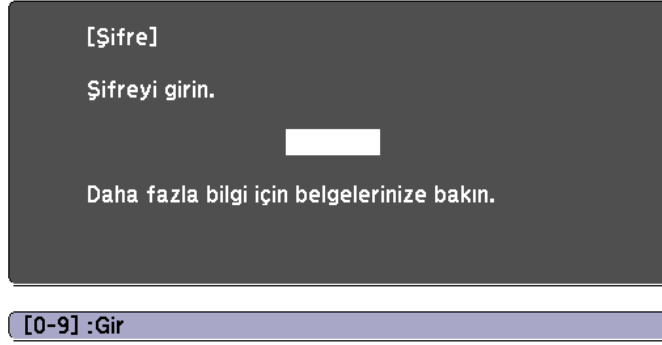 [Şifre]
Şifreyi girin.
Daha fazla bilgi için belgelerinize bakın.
[0-9] :Gir